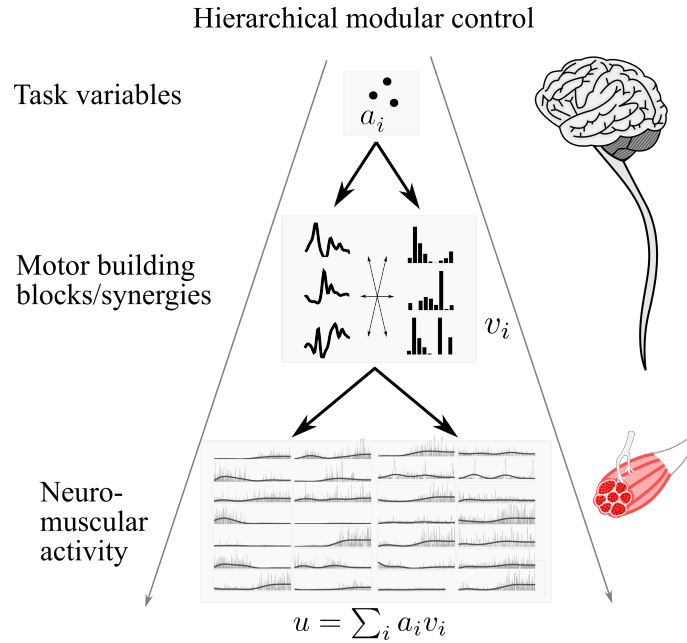 Hierarchical modular control
Task variables
a_i
Motor building
blocks/synergies
v_i
Neuro-
muscular
activity
u = ∑_i a_i v_i